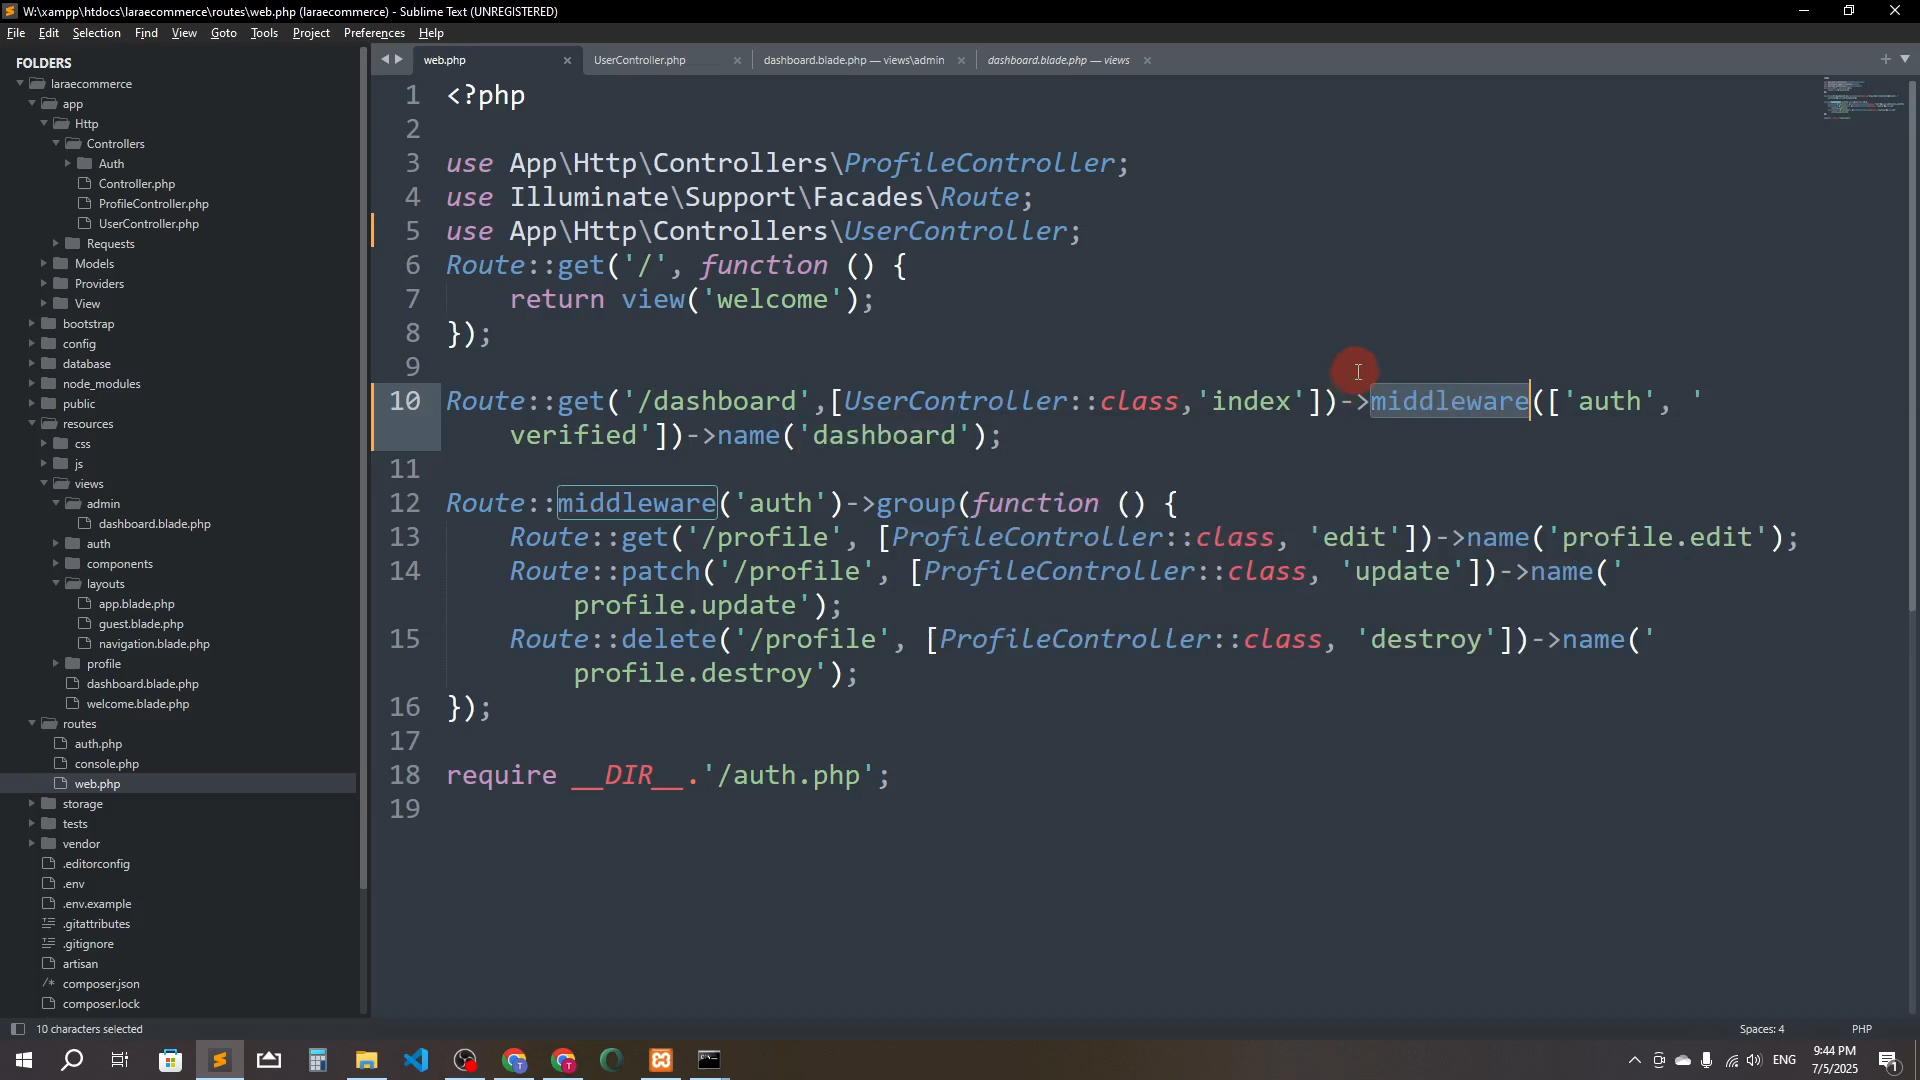 W:\xampp\htdocs\laraecommerce\routes\web.php (laraecommerce) - Sublime Text (UNREGISTERED)
File Edit Selection Find View Goto Tools Project Preferences Help
FOLDERS
laraecommerce
app
Http
Controllers
Auth
Controller.php
ProfileController.php
UserController.php
Requests
Models
Providers
View
bootstrap
config
database
node_modules
public
resources
css
js
views
admin
dashboard.blade.php
auth
components
layouts
app.blade.php
guest.blade.php
navigation.blade.php
profile
dashboard.blade.php
welcome.blade.php
routes
auth.php
console.php
web.php
storage
tests
vendor
.editorconfig
.env
.env.example
.gitattributes
.gitignore
artisan
composer.json
composer.lock
web.php UserController.php dashboard.blade.php — views\admin dashboard.blade.php — views
1 <?php
2
3 use App\Http\Controllers\ProfileController;
4 use Illuminate\Support\Facades\Route;
5 use App\Http\Controllers\UserController;
6 Route::get('/', function () {
7 return view('welcome');
8 });
9
10 Route::get('/dashboard',[UserController::class,'index'])->middleware(['auth', '
verified'])->name('dashboard');
11
12 Route::middleware('auth')->group(function () {
13 Route::get('/profile', [ProfileController::class, 'edit'])->name('profile.edit');
14 Route::patch('/profile', [ProfileController::class, 'update'])->name('
profile.update');
15 Route::delete('/profile', [ProfileController::class, 'destroy'])->name('
profile.destroy');
16 });
17
18 require __DIR__.'/auth.php';
19
10 characters selected
Spaces: 4 PHP
ENG
9:44 PM
7/5/2025
1